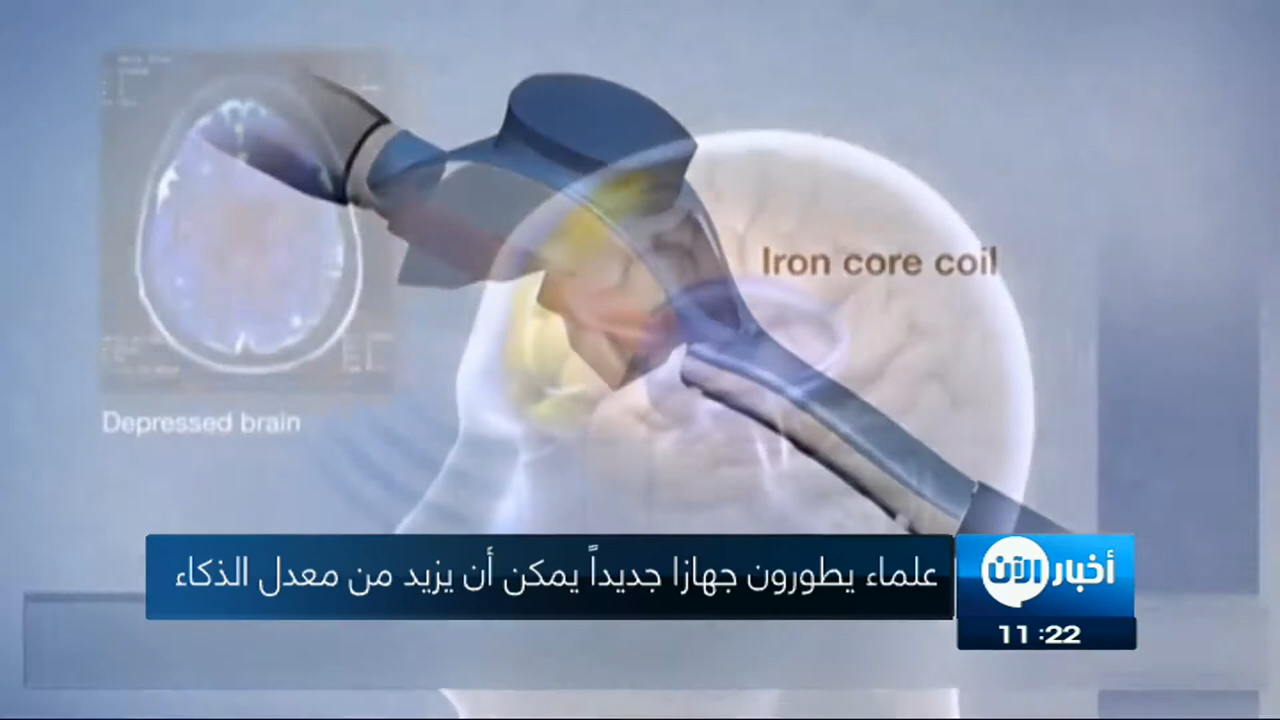 Iron core coil
Depressed brain
علماء يطورون جهازا جديداً يمكن أن يزيد من معدل الذكاء
أخبار الآن
11:22